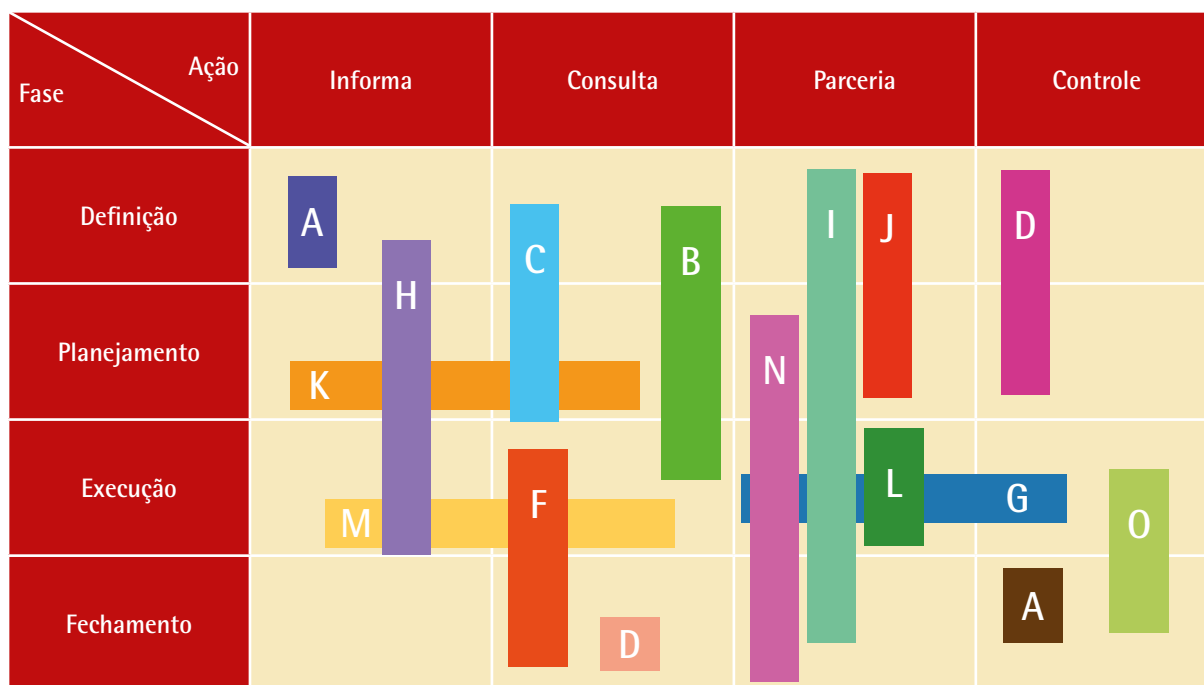 Ação
Fase
Informa
Consulta
Parceria
Controle
Definição
A
C
B
I
J
D
H
Planejamento
K
N
Execução
M
F
L
G
O
Fechamento
D
A